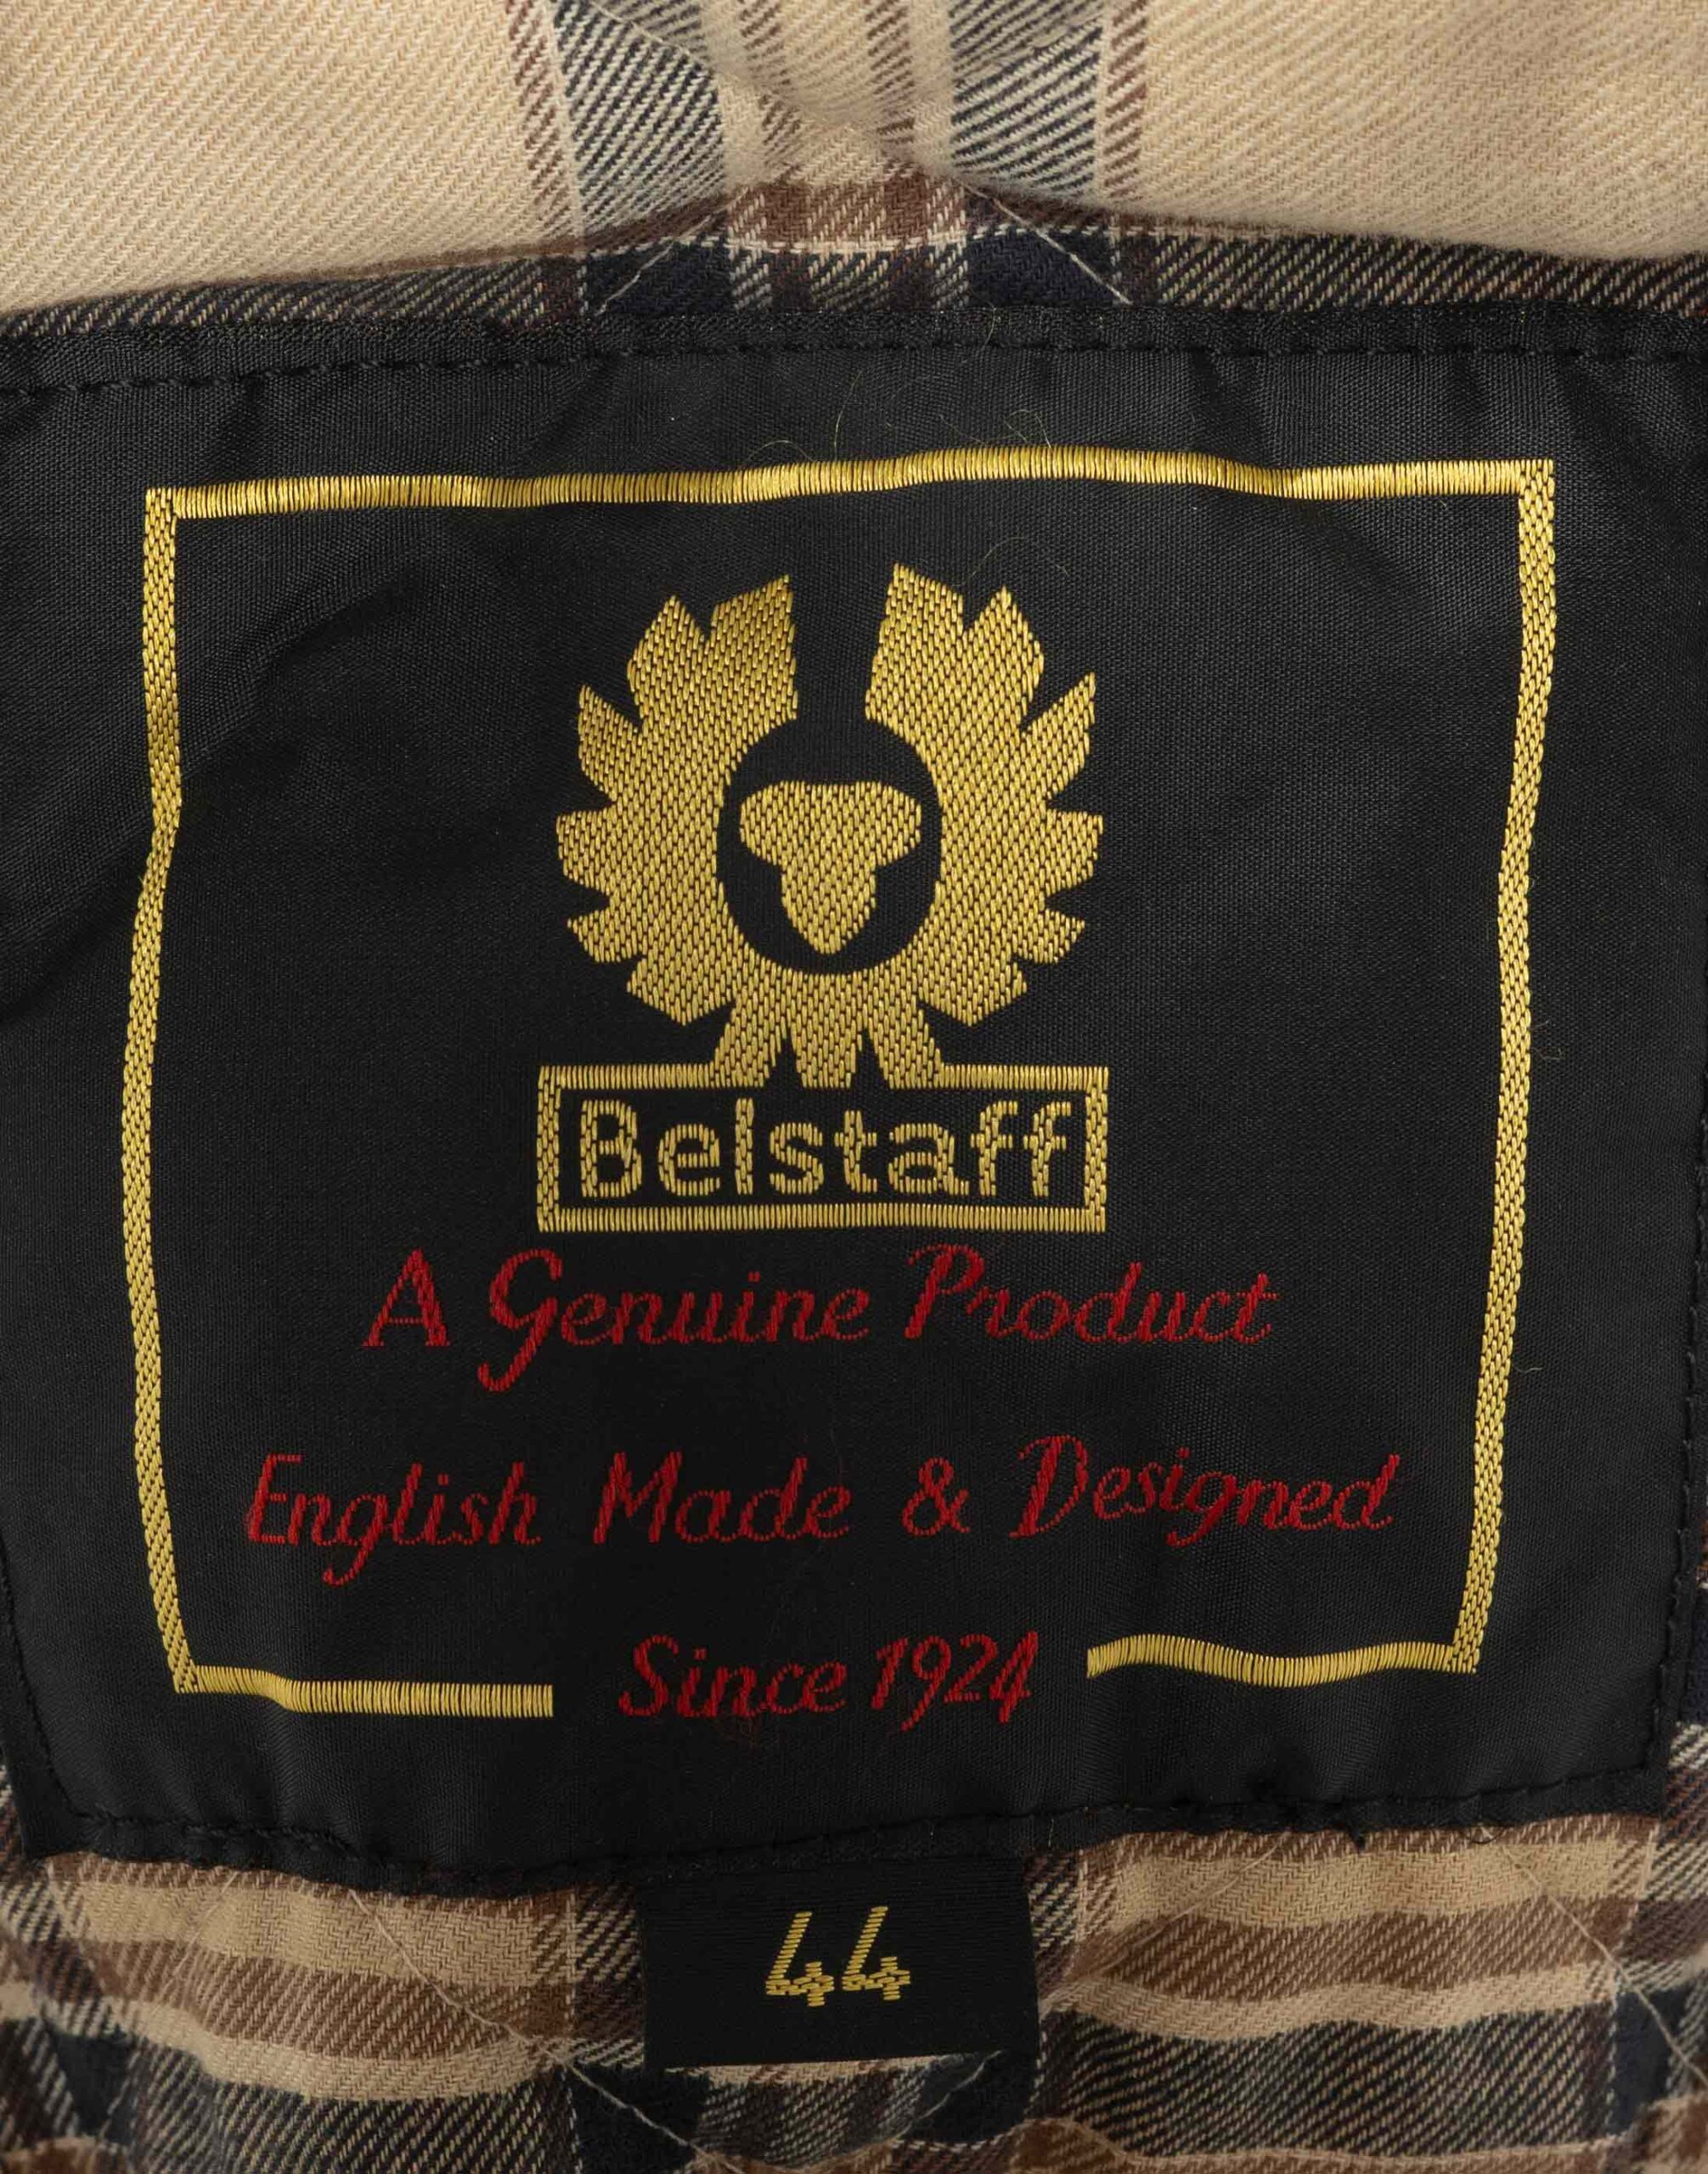 Belstaff
A Genuine Product
English Made & Designed
Since 1924
44